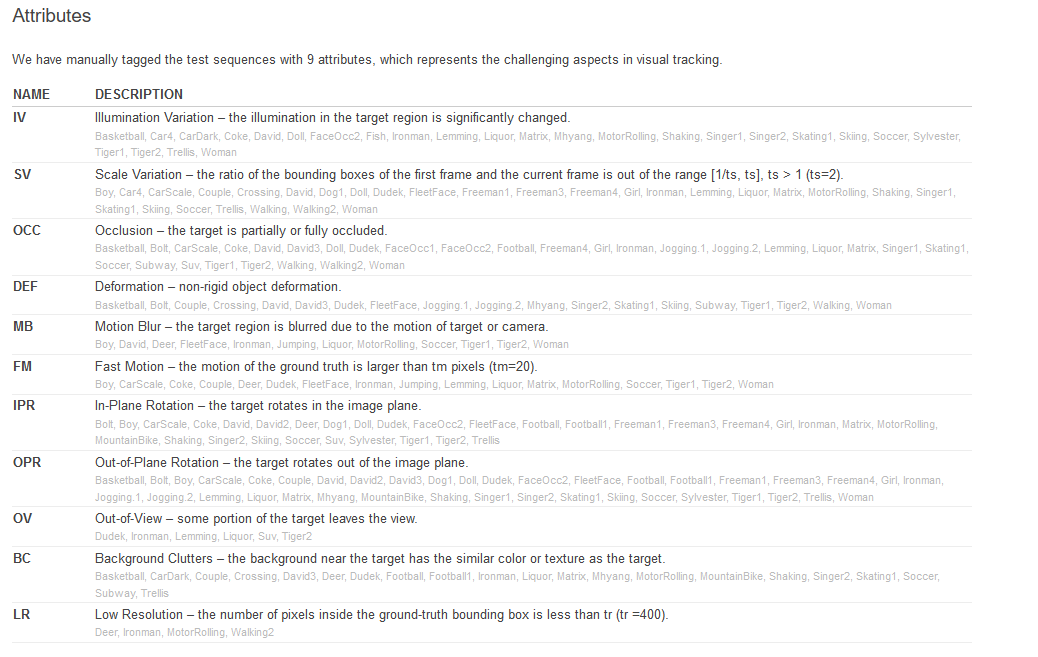 Attributes
We have manually tagged the test sequences with 9 attributes, which represents the challenging aspects in visual tracking.
NAME DESCRIPTION
IV Illumination Variation – the illumination in the target region is significantly changed.
Basketball, Car4, CarDark, Coke, David, Doll, FaceOcc2, Fish, Ironman, Lemming, Liquor, Matrix, Mhyang, MotorRolling, Shaking, Singer1, Singer2, Skating1, Skiing, Soccer, Sylvester,
Tiger1, Tiger2, Trellis, Woman
SV Scale Variation – the ratio of the bounding boxes of the first frame and the current frame is out of the range [1/ts, ts], ts > 1 (ts=2).
Boy, Car4, CarScale, Couple, Crossing, David, Dog1, Doll, Dudek, FleetFace, Freeman1, Freeman3, Freeman4, Girl, Ironman, Lemming, Liquor, Matrix, MotorRolling, Shaking, Singer1,
Skating1, Skiing, Soccer, Trellis, Walking, Walking2, Woman
OCC Occlusion – the target is partially or fully occluded.
Basketball, Bolt, CarScale, Coke, David, David3, Doll, Dudek, FaceOcc1, FaceOcc2, Football, Freeman4, Girl, Ironman, Jogging.1, Jogging.2, Lemming, Liquor, Matrix, Singer1, Skating1,
Soccer, Subway, Suv, Tiger1, Tiger2, Walking, Walking2, Woman
DEF Deformation – non-rigid object deformation.
Basketball, Bolt, Couple, Crossing, David, David3, Dudek, FleetFace, Jogging.1, Jogging.2, Mhyang, Singer2, Skating1, Skiing, Subway, Tiger1, Tiger2, Walking, Woman
MB Motion Blur – the target region is blurred due to the motion of target or camera.
Boy, David, Deer, FleetFace, Ironman, Jumping, Liquor, MotorRolling, Soccer, Tiger1, Tiger2, Woman
FM Fast Motion – the motion of the ground truth is larger than tm pixels (tm=20).
Boy, CarScale, Coke, Couple, Deer, Dudek, FleetFace, Ironman, Jumping, Lemming, Liquor, Matrix, MotorRolling, Soccer, Tiger1, Tiger2, Woman
IPR In-Plane Rotation – the target rotates in the image plane.
Bolt, Boy, CarScale, Coke, David, David2, Deer, Dog1, Doll, Dudek, FaceOcc2, FleetFace, Football, Football1, Freeman1, Freeman3, Freeman4, Girl, Ironman, Matrix, MotorRolling,
MountainBike, Shaking, Singer2, Skiing, Soccer, Suv, Sylvester, Tiger1, Tiger2, Trellis
OPR Out-of-Plane Rotation – the target rotates out of the image plane.
Basketball, Bolt, Boy, CarScale, Coke, Couple, David, David2, David3, Dog1, Doll, Dudek, FaceOcc2, FleetFace, Football, Football1, Freeman1, Freeman3, Freeman4, Girl, Ironman,
Jogging.1, Jogging.2, Lemming, Liquor, Matrix, Mhyang, MountainBike, Shaking, Singer1, Singer2, Skating1, Skiing, Soccer, Sylvester, Tiger1, Tiger2, Trellis, Woman
OV Out-of-View – some portion of the target leaves the view.
Dudek, Ironman, Lemming, Liquor, Suv, Tiger2
BC Background Clutters – the background near the target has the similar color or texture as the target.
Basketball, CarDark, Couple, Crossing, David3, Deer, Dudek, Football, Football1, Ironman, Liquor, Matrix, Mhyang, MotorRolling, MountainBike, Shaking, Singer2, Skating1, Soccer,
Subway, Trellis
LR Low Resolution – the number of pixels inside the ground-truth bounding box is less than tr (tr =400).
Deer, Ironman, MotorRolling, Walking2